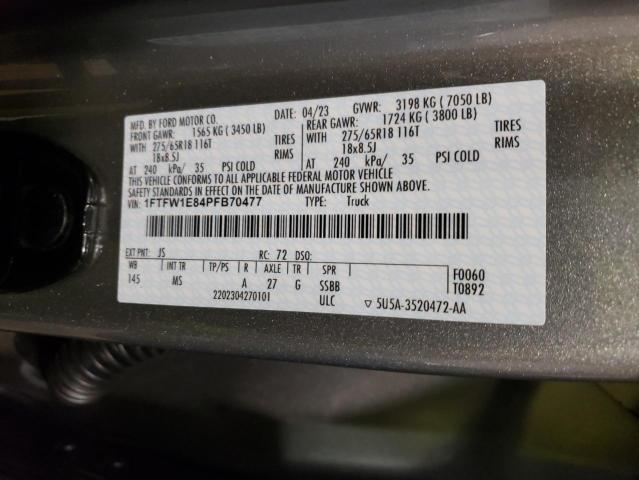 MFD. BY FORD MOTOR CO. DATE: 04/23 GVWR: 3198 KG ( 7050 LB)
FRONT GAWR: 1565 KG ( 3450 LB) REAR GAWR: 1724 KG ( 3800 LB)
WITH 275/65R18 116T TIRES WITH 275/65R18 116T TIRES
18x8.5J RIMS 18x8.5J RIMS
AT 240 kPa/ 35 PSI COLD AT 240 kPa/ 35 PSI COLD
THIS VEHICLE CONFORMS TO ALL APPLICABLE FEDERAL MOTOR VEHICLE
SAFETY STANDARDS IN EFFECT ON THE DATE OF MANUFACTURE SHOWN ABOVE.
VIN: 1FTFW1E84PFB70477 TYPE: Truck
EXT PNT: JS RC: 72 DSO:
WB INT TR TP/PS R AXLE TR SPR F0060
145 MS A 27 G SSBB T0892
2202304270101 ULC ▽ 5U5A-3520472-AA